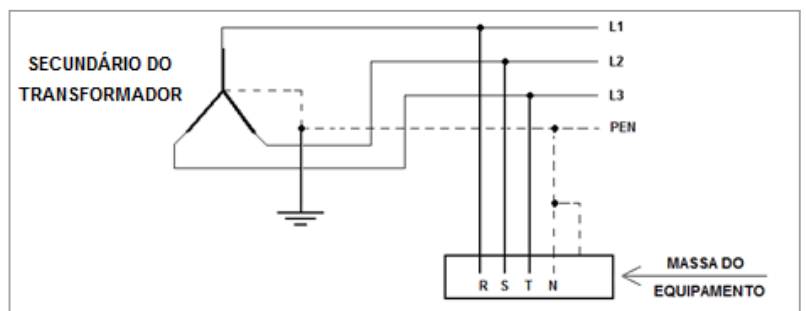 SECUNDÁRIO DO
TRANSFORMADOR
L1
L2
L3
PEN
R S T N
MASSA DO
EQUIPAMENTO